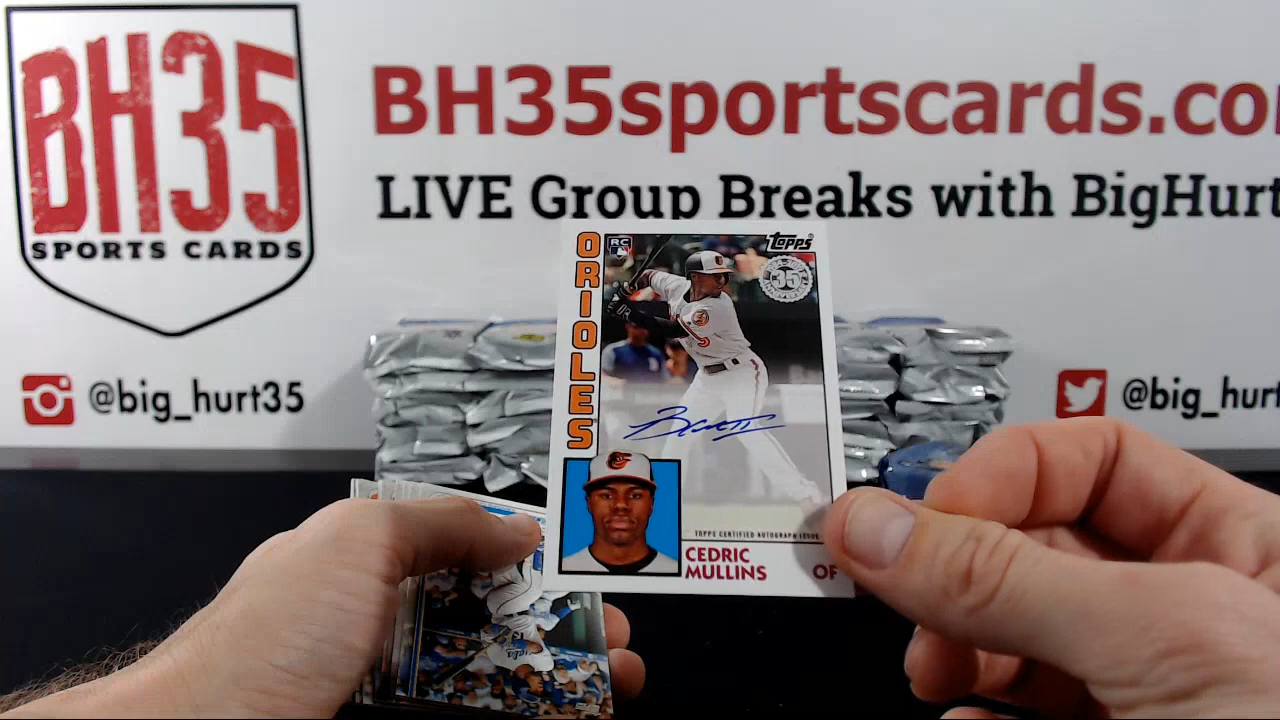 BH35
SPORTS CARDS
BH35sportscards.co
LIVE Group Breaks with BigHurt
@big_hurt35
@big_hurt
ORIOLES
RC
Topps
35
TOPPS CERTIFIED AUTOGRAPH ISSUE
CEDRIC
MULLINS
OF